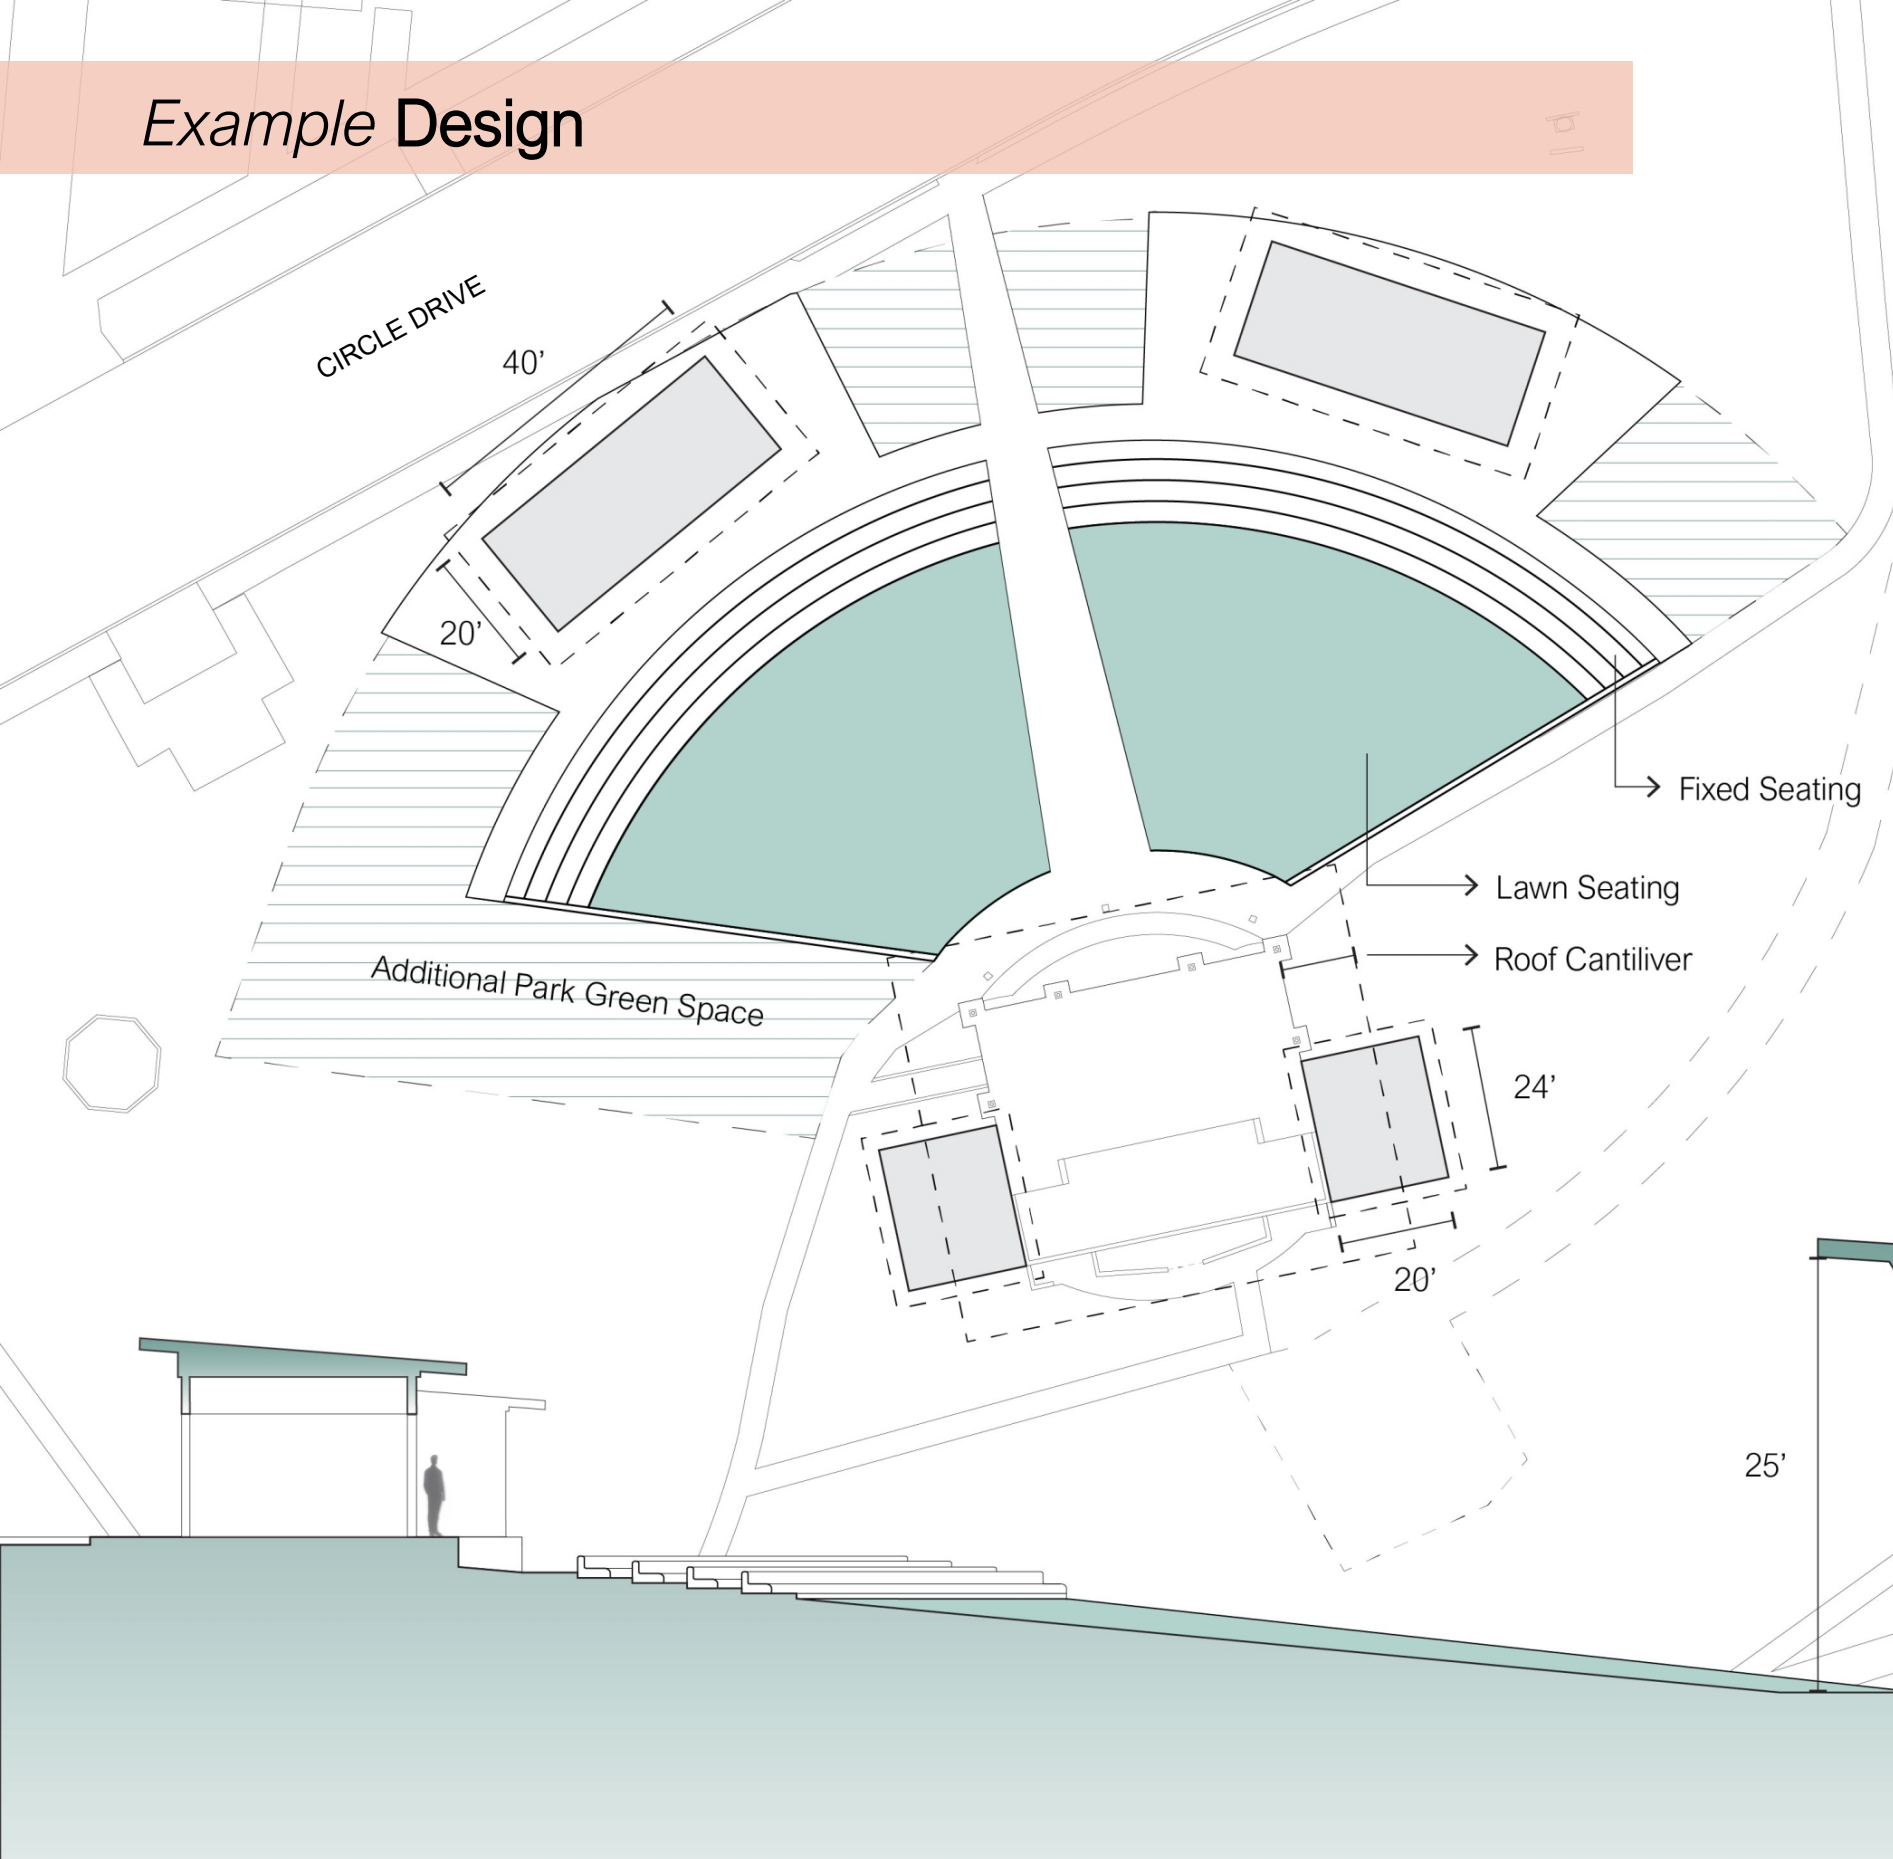 Example Design
CIRCLE DRIVE
40’
20’
Fixed Seating
Lawn Seating
Roof Cantiliver
Additional Park Green Space
24’
20’
25’